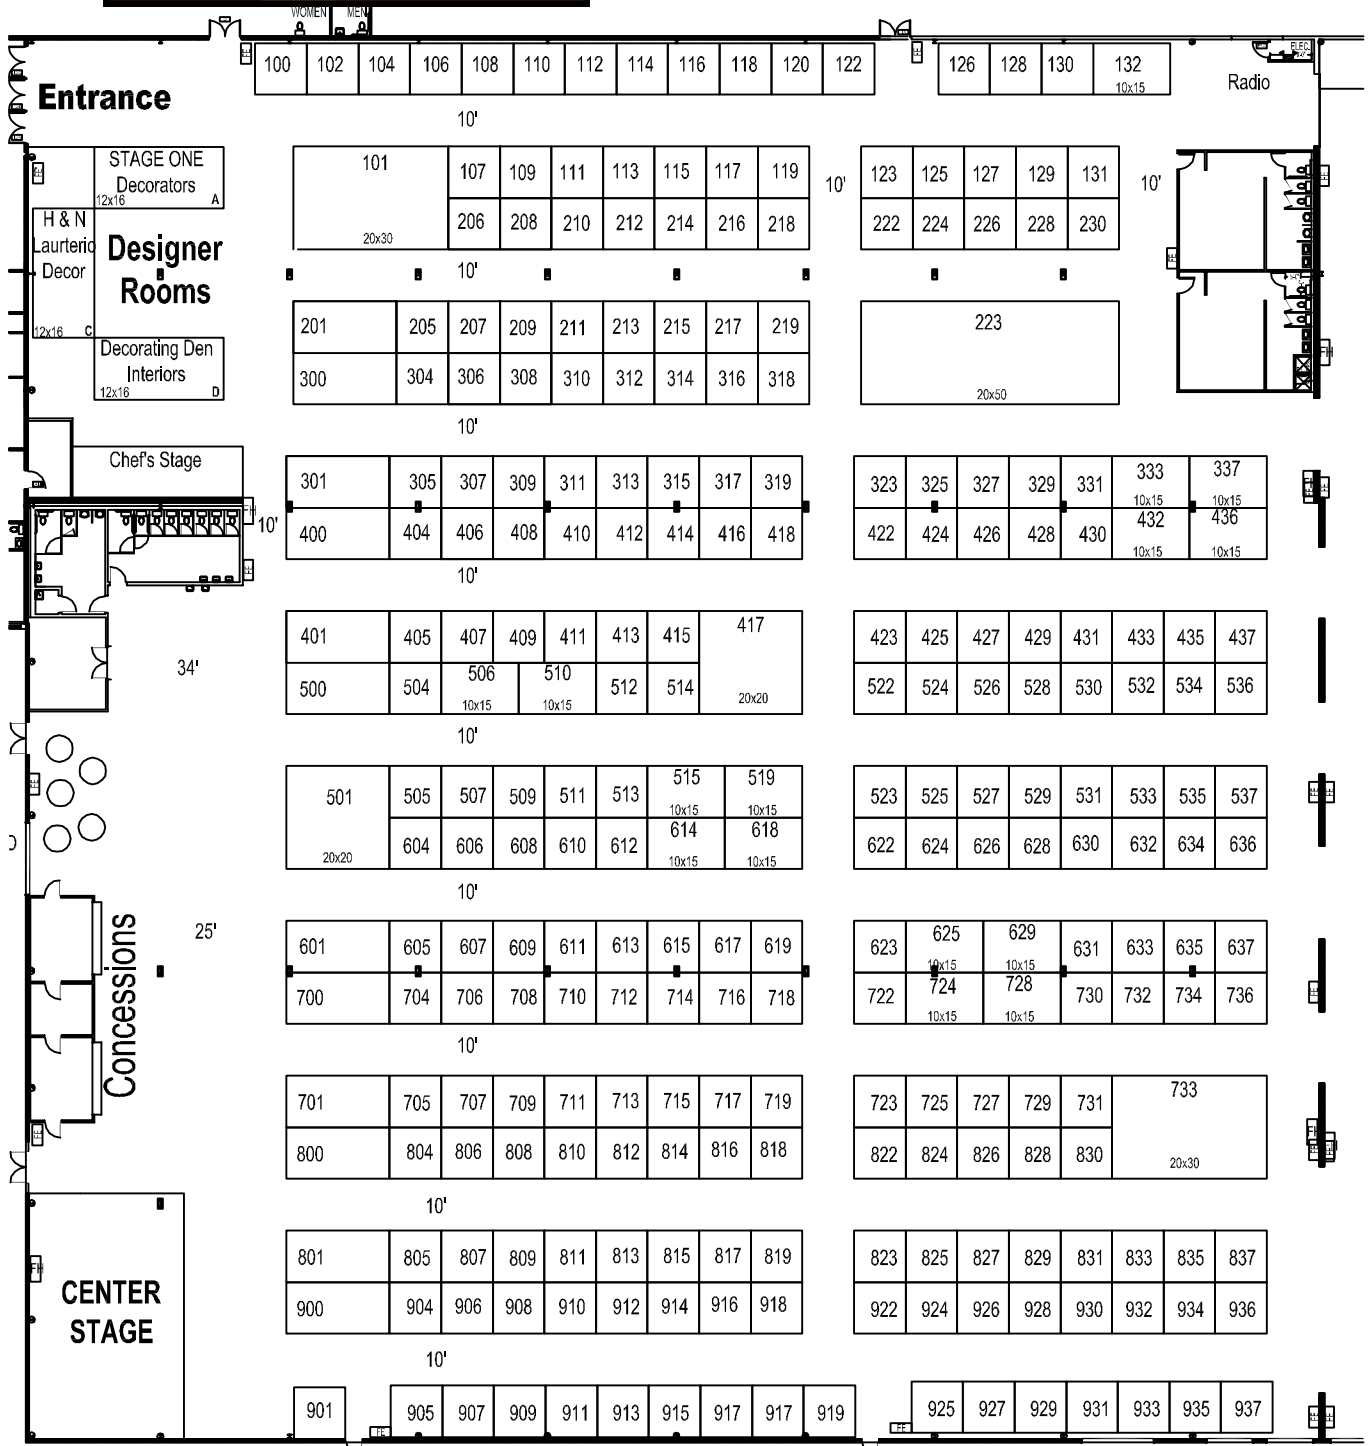 WOMEN MEN
100 102 104 106 108 110 112 114 116 118 120 122 126 128 130 132
10x15
ELEC.
Radio
Entrance
10'
STAGE ONE
Decorators
12x16 A
101
20x30
107 109 111 113 115 117 119
10'
123 125 127 129 131
10'
206 208 210 212 214 216 218
222 224 226 228 230
H & N
Laurterio
Decor
12x16 C
Designer
Rooms
10'
201 205 207 209 211 213 215 217 219
223
20x50
300 304 306 308 310 312 314 316 318
Decorating Den
Interiors
12x16 D
10'
Chef's Stage
301 305 307 309 311 313 315 317 319
323 325 327 329 331 333 337
10x15 10x15
FH
10'
400 404 406 408 410 412 414 416 418
422 424 426 428 430 432 436
10x15 10x15
FE
10'
401 405 407 409 411 413 415 417
20x20
423 425 427 429 431 433 435 437
34'
500 504 506 510 512 514
10x15 10x15
522 524 526 528 530 532 534 536
10'
501
20x20
505 507 509 511 513 515 519
10x15 10x15
523 525 527 529 531 533 535 537
604 606 608 610 612 614 618
10x15 10x15
622 624 626 628 630 632 634 636
10'
25'
Concessions
601 605 607 609 611 613 615 617 619
623 625 629 631 633 635 637
10x15 10x15
700 704 706 708 710 712 714 716 718
722 724 728 730 732 734 736
10x15 10x15
10'
701 705 707 709 711 713 715 717 719
723 725 727 729 731 733
20x30
800 804 806 808 810 812 814 816 818
822 824 826 828 830
10'
801 805 807 809 811 813 815 817 819
823 825 827 829 831 833 835 837
900 904 906 908 910 912 914 916 918
922 924 926 928 930 932 934 936
FH
CENTER
STAGE
10'
901 905 907 909 911 913 915 917 917 919
925 927 929 931 933 935 937
FE
FE